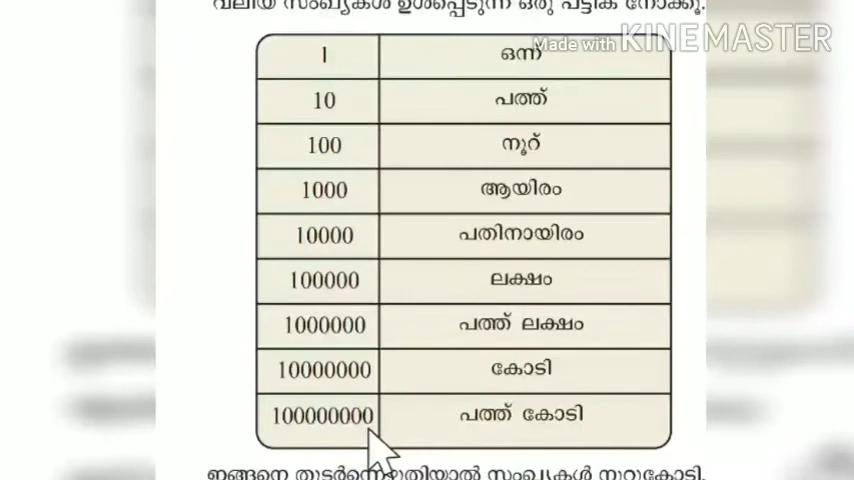 വലിയ സംഖ്യകൾ ഉൾപ്പെടുന്ന ഒരു പട്ടിക നോക്കൂ.
Made with KINEMASTER
1 ഒന്ന്
10 പത്ത്
100 നൂറ്
1000 ആയിരം
10000 പതിനായിരം
100000 ലക്ഷം
1000000 പത്ത് ലക്ഷം
10000000 കോടി
100000000 പത്ത് കോടി
ഇങ്ങനെ തുടർന്നെഴുതിയാൽ സംഖ്യകൾ നൂറുകോടി,